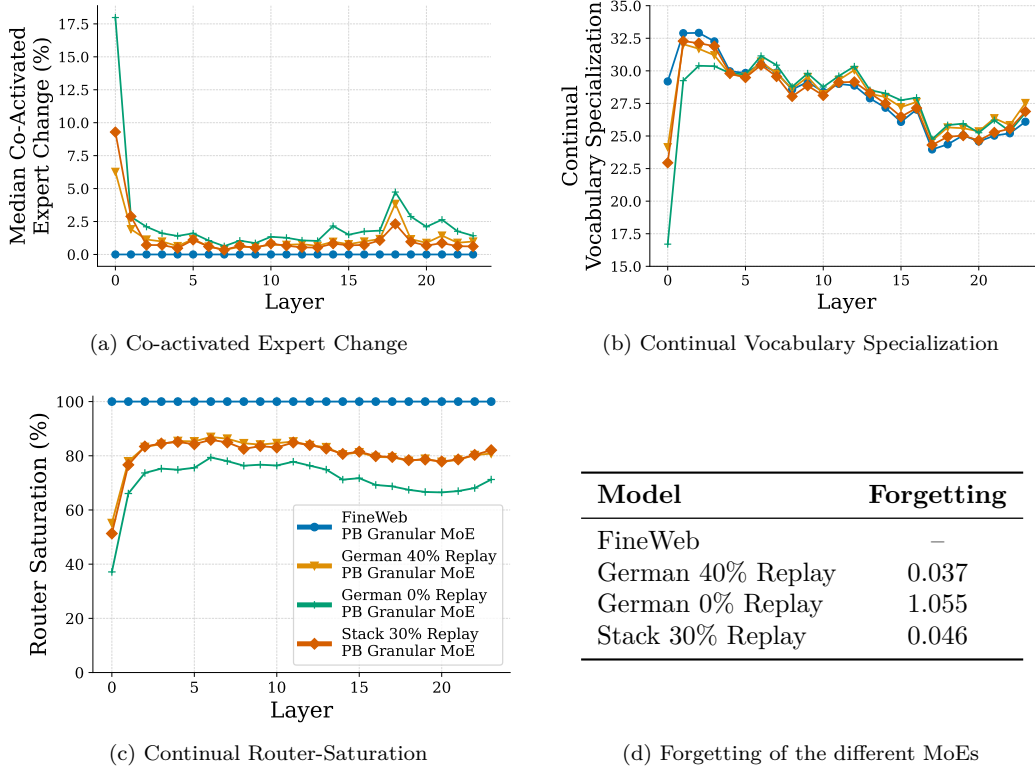 Median Co-Activated
Expert Change (%)
17.5
15.0
12.5
10.0
7.5
5.0
2.5
0.0
0 5 10 15 20
Layer
(a) Co-activated Expert Change
Continual
Vocabulary Specialization
35.0
32.5
30.0
27.5
25.0
22.5
20.0
17.5
15.0
0 5 10 15 20
Layer
(b) Continual Vocabulary Specialization
Router Saturation (%)
100
80
60
40
20
0
0 5 10 15 20
Layer
FineWeb
PB Granular MoE
German 40% Replay
PB Granular MoE
German 0% Replay
PB Granular MoE
Stack 30% Replay
PB Granular MoE
(c) Continual Router-Saturation
Model Forgetting
FineWeb –
German 40% Replay 0.037
German 0% Replay 1.055
Stack 30% Replay 0.046
(d) Forgetting of the different MoEs